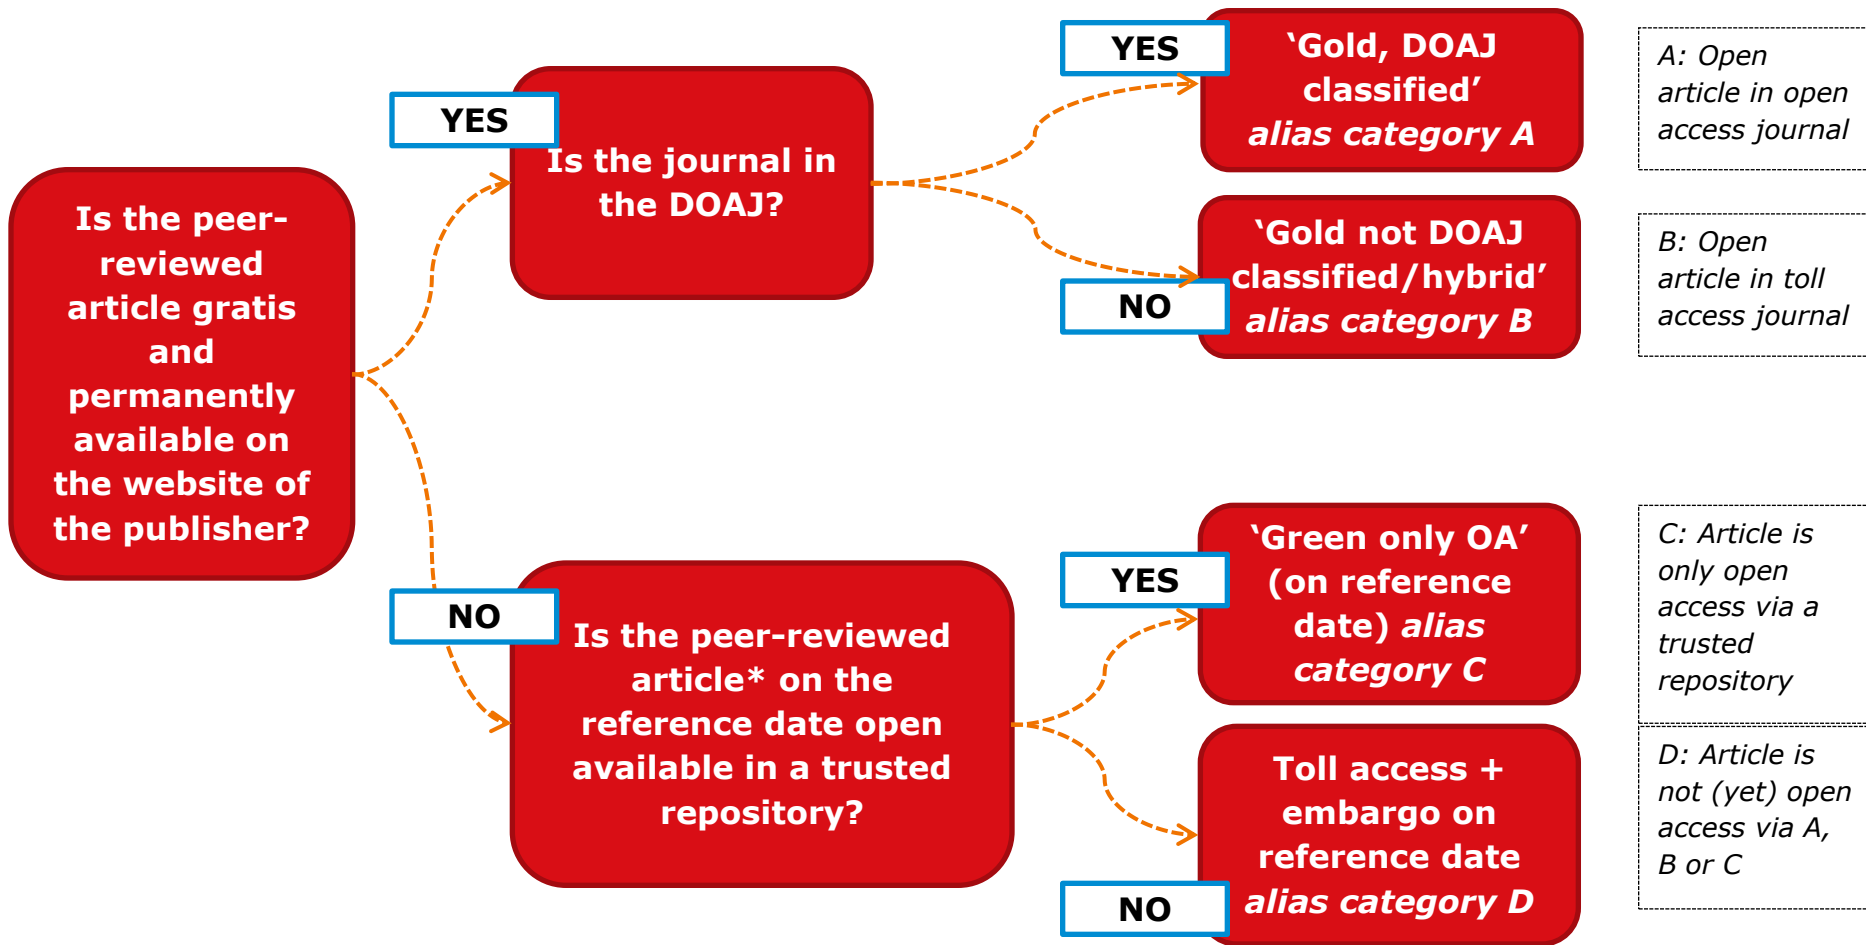 Is the peer-
reviewed
article gratis
and
permanently
available on
the website of
the publisher?
YES
Is the journal in
the DOAJ?
YES
‘Gold, DOAJ
classified’
alias category A
A: Open
article in open
access journal
NO
‘Gold not DOAJ
classified/hybrid’
alias category B
B: Open
article in toll
access journal
NO
Is the peer-reviewed
article* on the
reference date open
available in a trusted
repository?
YES
‘Green only OA’
(on reference
date) alias
category C
C: Article is
only open
access via a
trusted
repository
NO
Toll access +
embargo on
reference date
alias category D
D: Article is
not (yet) open
access via A,
B or C